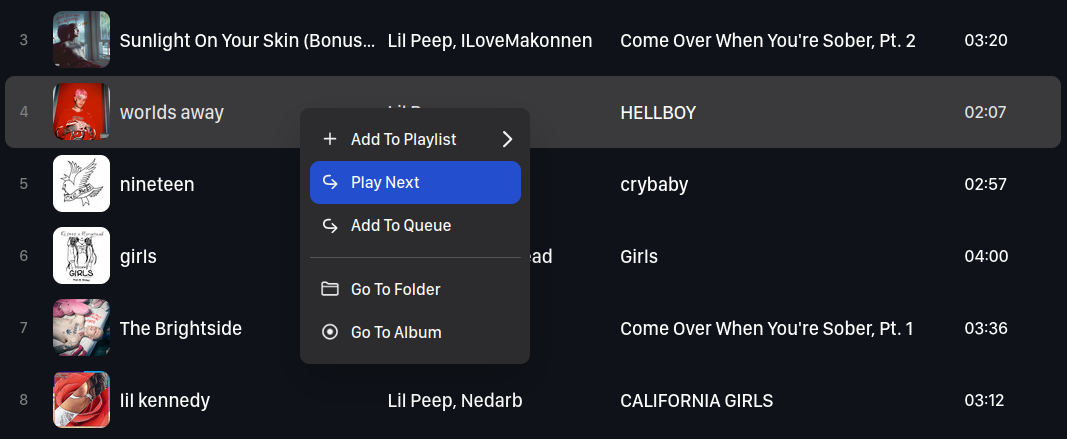 3 Sunlight On Your Skin (Bonus... Lil Peep, ILoveMakonnen Come Over When You're Sober, Pt. 2 03:20
4 worlds away HELLBOY 02:07
Add To Playlist
Play Next
5 nineteen crybaby 02:57
Add To Queue
6 girls ead Girls 04:00
GIRLS
Go To Folder
7 The Brightside Come Over When You're Sober, Pt. 1 03:36
Go To Album
8 lil kennedy Lil Peep, Nedarb CALIFORNIA GIRLS 03:12